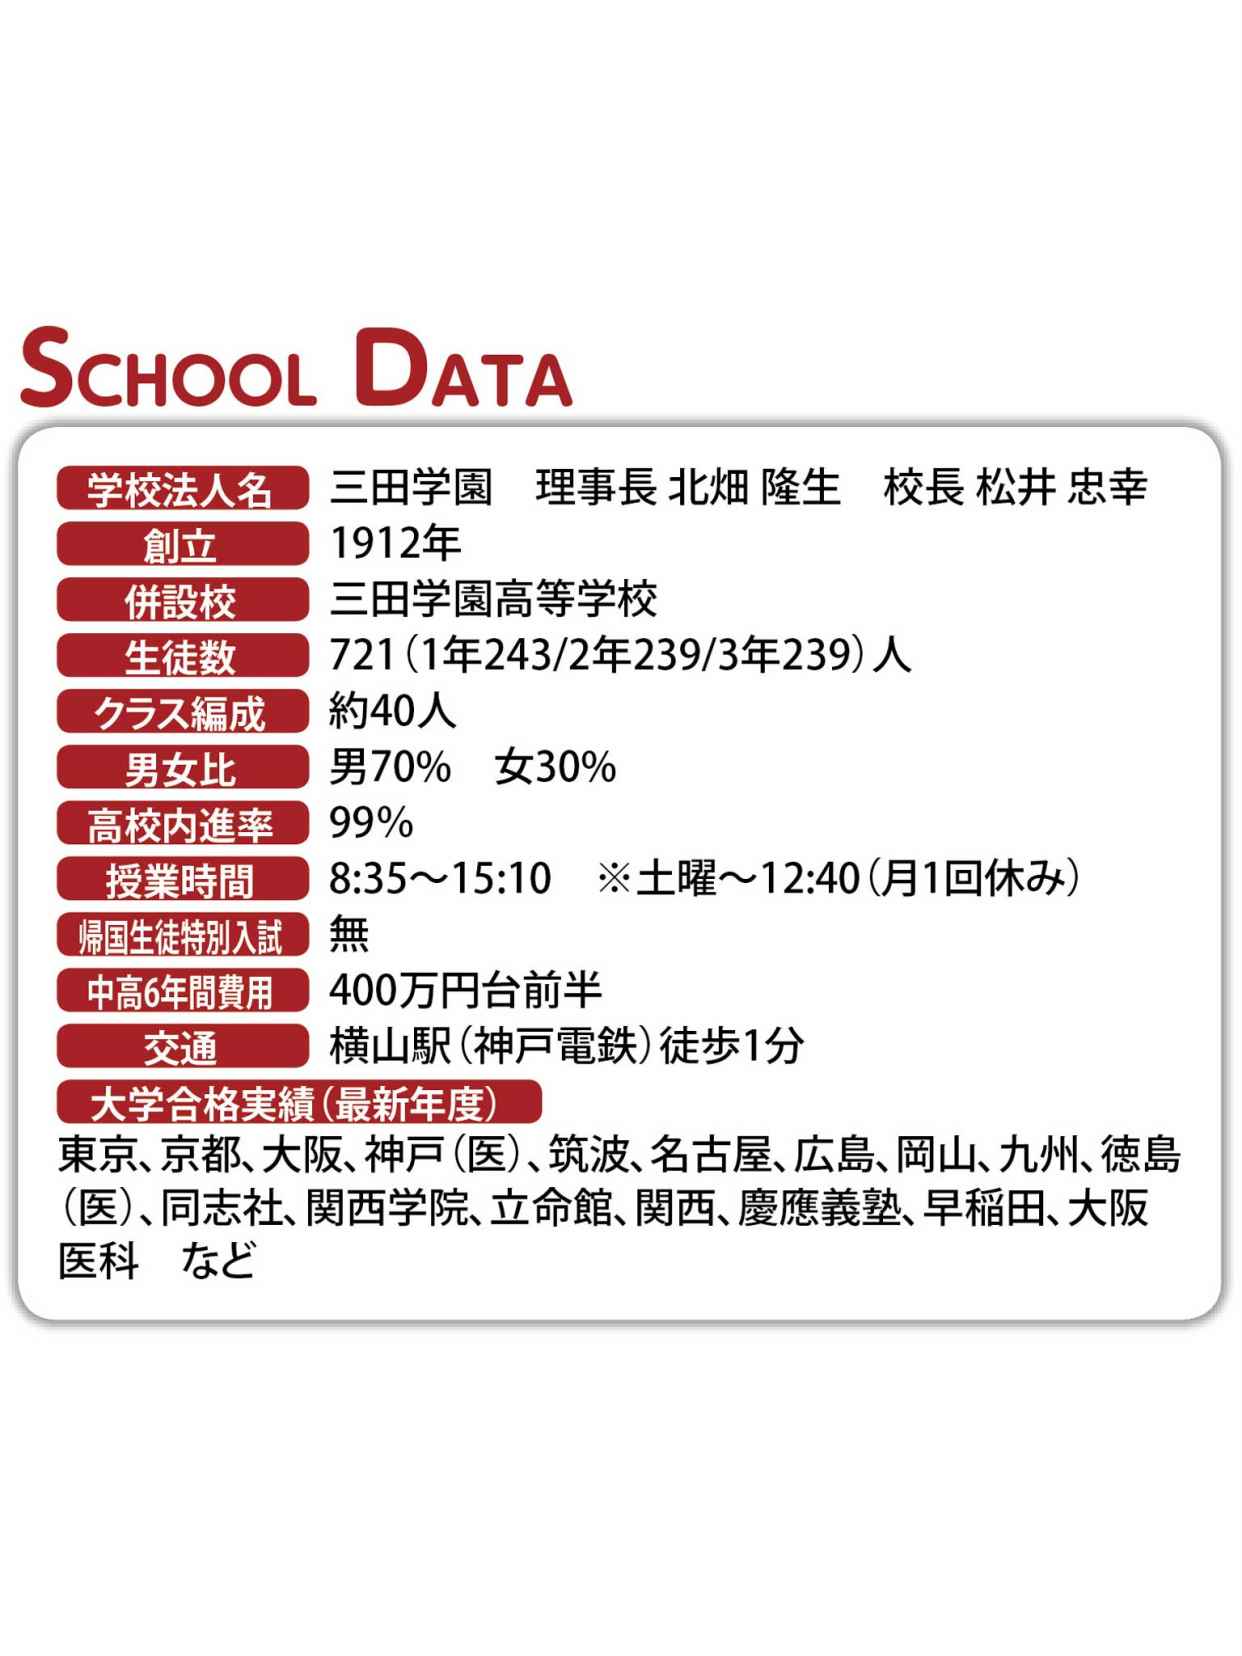 SCHOOL DATA
学校法人名 三田学園　理事長 北畑 隆生　校長 松井 忠幸
創立 1912年
併設校 三田学園高等学校
生徒数 721（1年243/2年239/3年239）人
クラス編成 約40人
男女比 男70%　女30%
高校内進率 99%
授業時間 8:35〜15:10　※土曜〜12:40（月1回休み）
帰国生徒特別入試 無
中高6年間費用 400万円台前半
交通 横山駅（神戸電鉄）徒歩1分
大学合格実績（最新年度）
東京、京都、大阪、神戸（医）、筑波、名古屋、広島、岡山、九州、徳島
（医）、同志社、関西学院、立命館、関西、慶應義塾、早稲田、大阪
医科　など